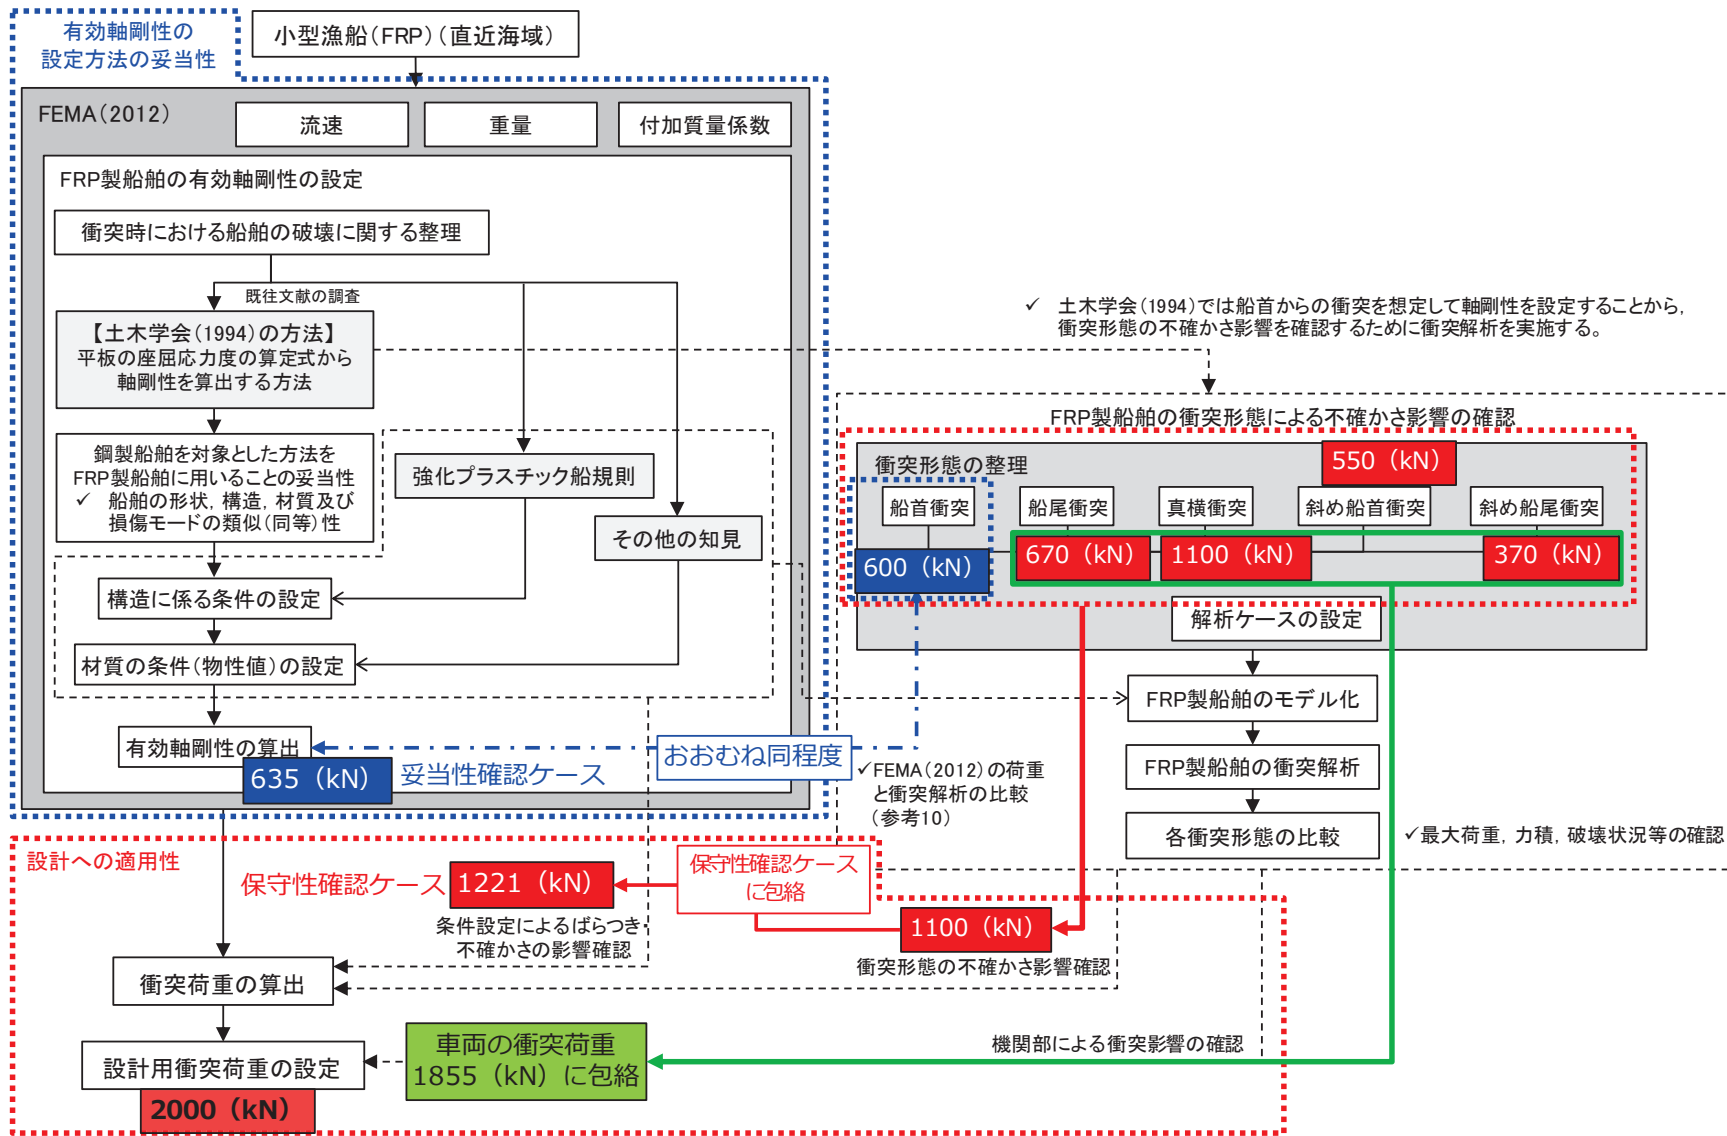 有効軸剛性の
設定方法の妥当性
小型漁船(FRP)(直近海域)
FEMA(2012)
流速
重量
付加質量係数
FRP製船舶の有効軸剛性の設定
衝突時における船舶の破壊に関する整理
既往文献の調査
【土木学会(1994)の方法】
平板の座屈応力度の算定式から
軸剛性を算出する方法
鋼製船舶を対象とした方法を
FRP製船舶に用いることの妥当性
✓ 船舶の形状, 構造, 材質及び
損傷モードの類似(同等)性
強化プラスチック船規則
その他の知見
構造に係る条件の設定
材質の条件(物性値)の設定
有効軸剛性の算出
635(kN)
妥当性確認ケース
おおむね同程度
✓ 土木学会(1994)では船首からの衝突を想定して軸剛性を設定することから,
衝突形態の不確かさ影響を確認するために衝突解析を実施する。
FRP製船舶の衝突形態による不確かさ影響の確認
衝突形態の整理
550(kN)
船首衝突
船尾衝突
真横衝突
斜め船首衝突
斜め船尾衝突
600(kN)
670(kN)
1100(kN)
370(kN)
解析ケースの設定
FRP製船舶のモデル化
FRP製船舶の衝突解析
各衝突形態の比較
✓FEMA(2012)の荷重
と衝突解析の比較
(参考10)
✓最大荷重, 力積, 破壊状況等の確認
設計への適用性
保守性確認ケース
1221(kN)
保守性確認ケース
に包絡
条件設定によるばらつき・
不確かさの影響確認
1100(kN)
衝突形態の不確かさ影響確認
衝突荷重の算出
設計用衝突荷重の設定
2000(kN)
車両の衝突荷重
1855(kN)に包絡
機関部による衝突影響の確認